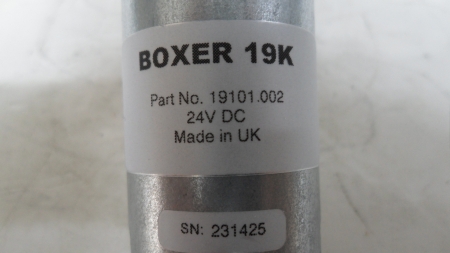 BOXER 19K
Part No. 19101.002
24V DC
Made in UK
SN: 231425